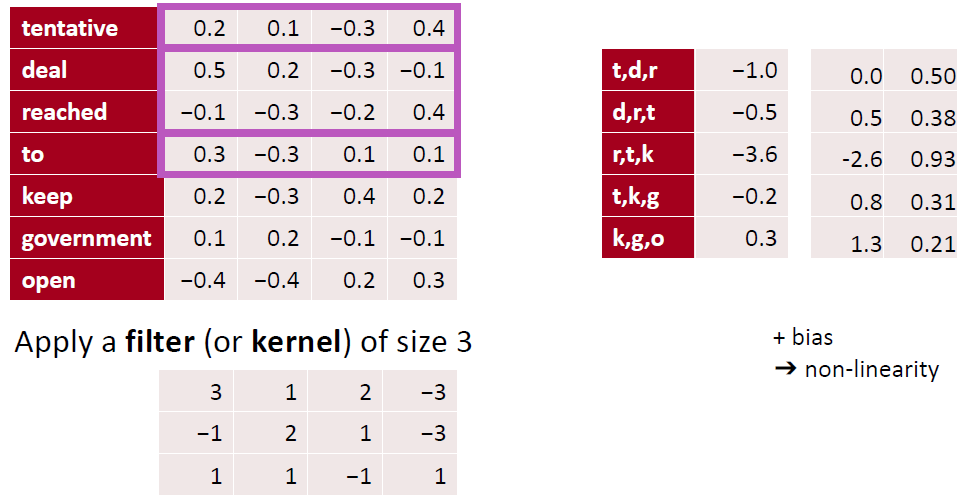 tentative 0.2 0.1 −0.3 0.4
deal 0.5 0.2 −0.3 −0.1
reached −0.1 −0.3 −0.2 0.4
to 0.3 −0.3 0.1 0.1
keep 0.2 −0.3 0.4 0.2
government 0.1 0.2 −0.1 −0.1
open −0.4 −0.4 0.2 0.3
t,d,r −1.0 0.0 0.50
d,r,t −0.5 0.5 0.38
r,t,k −3.6 -2.6 0.93
t,k,g −0.2 0.8 0.31
k,g,o 0.3 1.3 0.21
Apply a filter (or kernel) of size 3
3 1 2 −3
−1 2 1 −3
1 1 −1 1
+ bias
➔ non-linearity